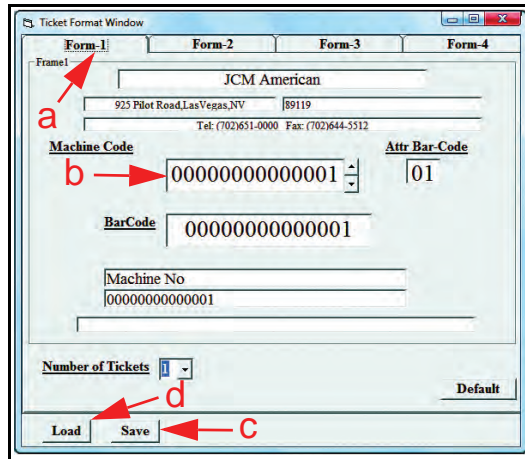 Ticket Format Window
Form-1 Form-2 Form-3 Form-4
Frame1
JCM American
925 Pilot Road,LasVegas,NV 89119
Tel: (702)651-0000 Fax: (702)644-5512
a
Machine Code Attr Bar-Code
b 00000000000001 01
BarCode 00000000000001
Machine No
00000000000001
Number of Tickets 1
d Default
Load Save c